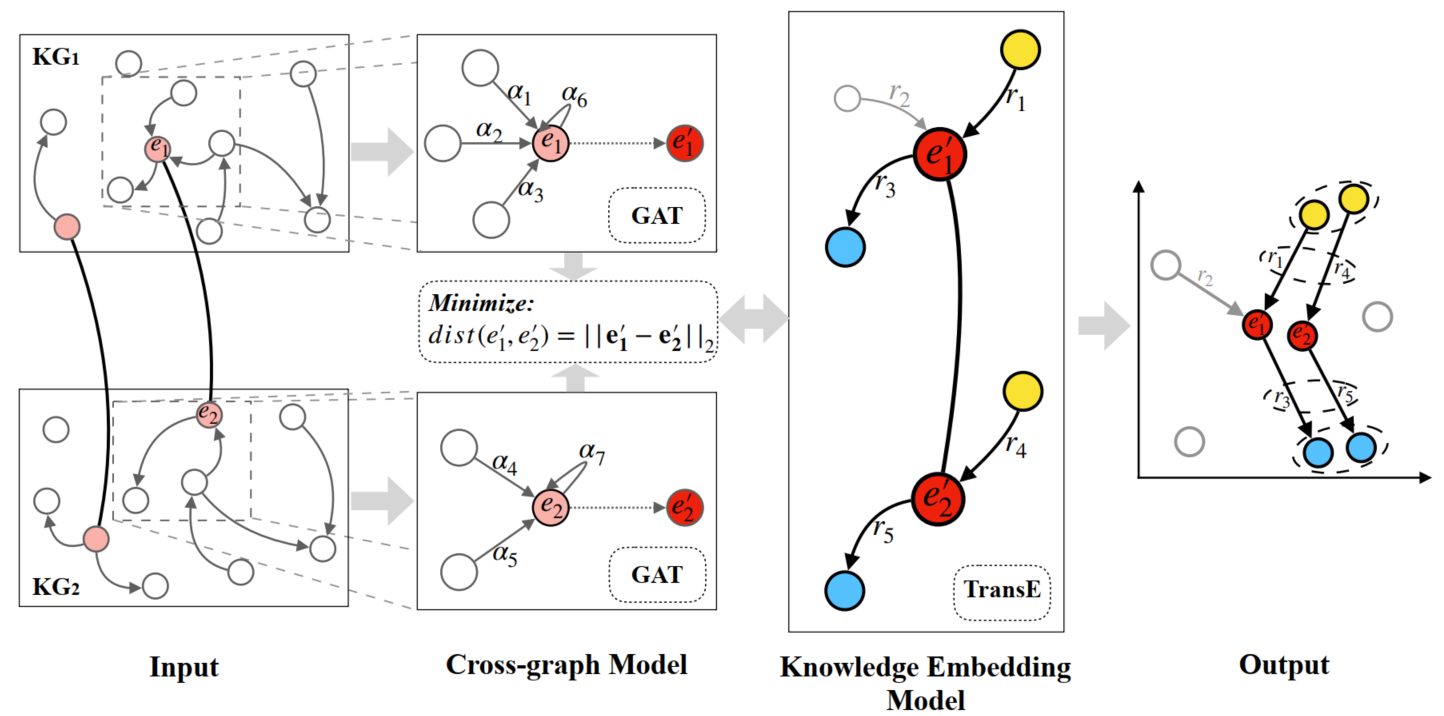 KG₁
e₁
α₁
α₆
α₂
e₁
e′₁
α₃
GAT
Minimize:
dist(e′₁, e′₂) = ||e′₁ − e′₂||₂
e₂
KG₂
α₄
α₇
e₂
e′₂
α₅
GAT
r₂
r₁
e′₁
r₃
r₄
e′₂
r₅
TransE
r₁
r₄
r₂
e′₁
e′₂
r₃
r₅
Input
Cross-graph Model
Knowledge Embedding
Model
Output